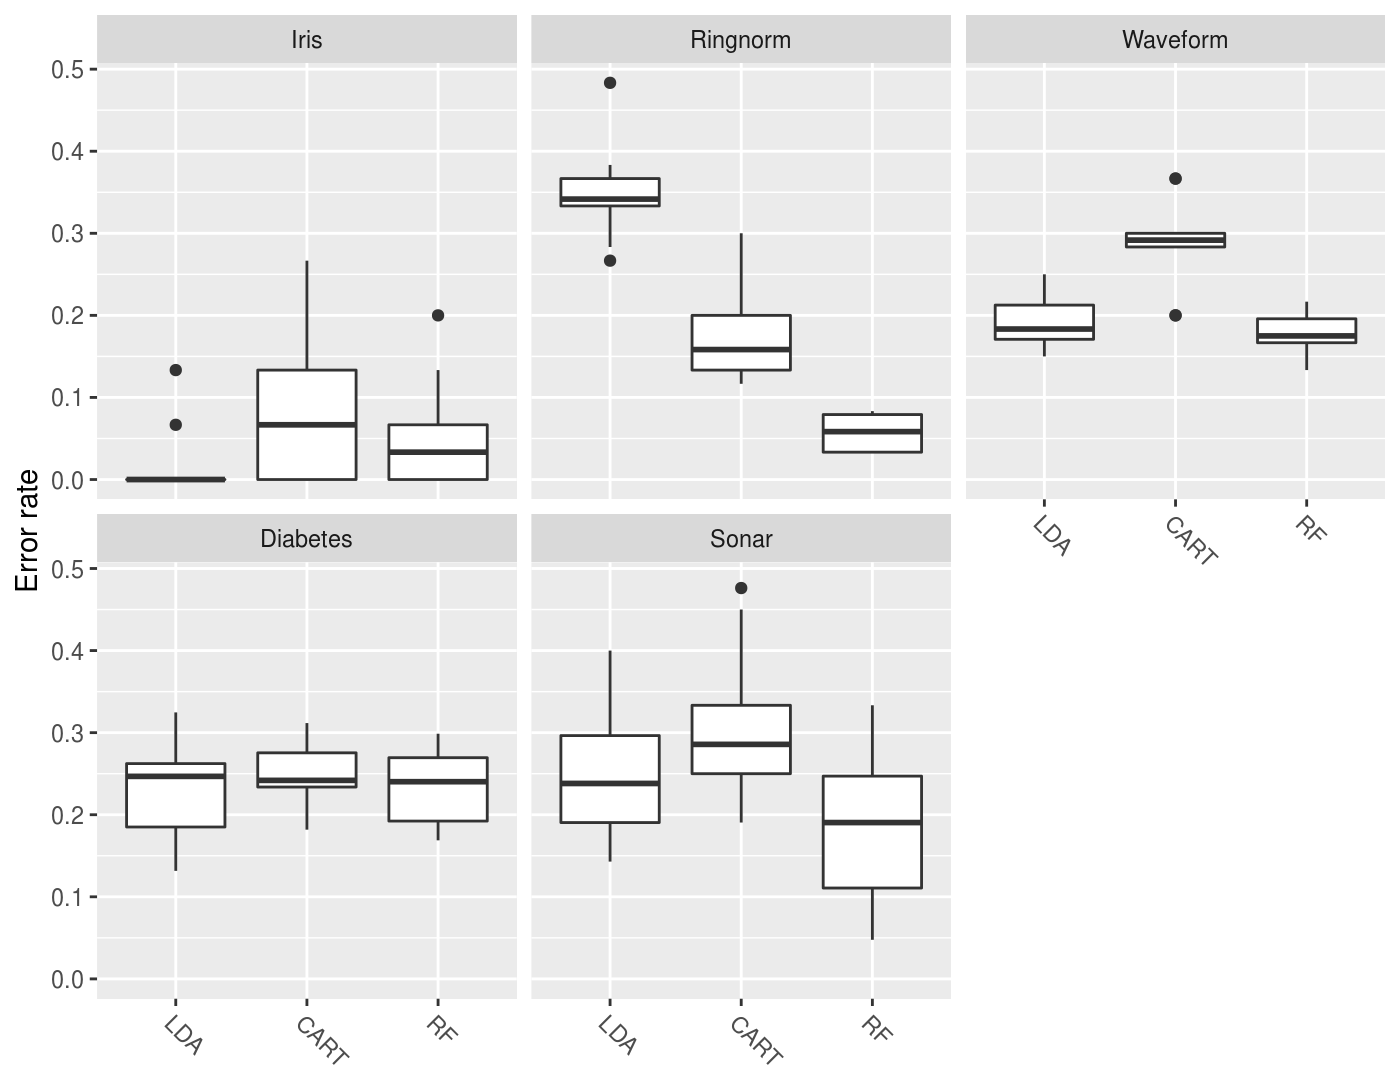 Iris
Ringnorm
Waveform
0.5
0.4
0.3
0.2
0.1
0.0
LDA
CART
RF
Error rate
Diabetes
Sonar
0.5
0.4
0.3
0.2
0.1
0.0
LDA
CART
RF
LDA
CART
RF